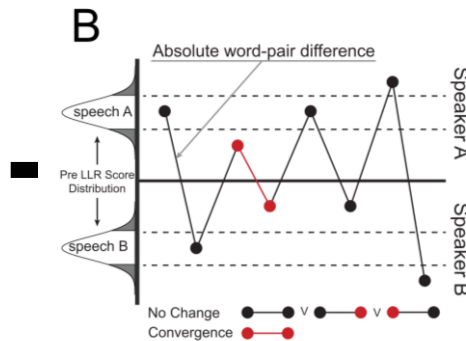 B
Absolute word-pair difference
speech A
Speaker A
Pre LLR Score
Distribution
speech B
Speaker B
No Change V V
Convergence